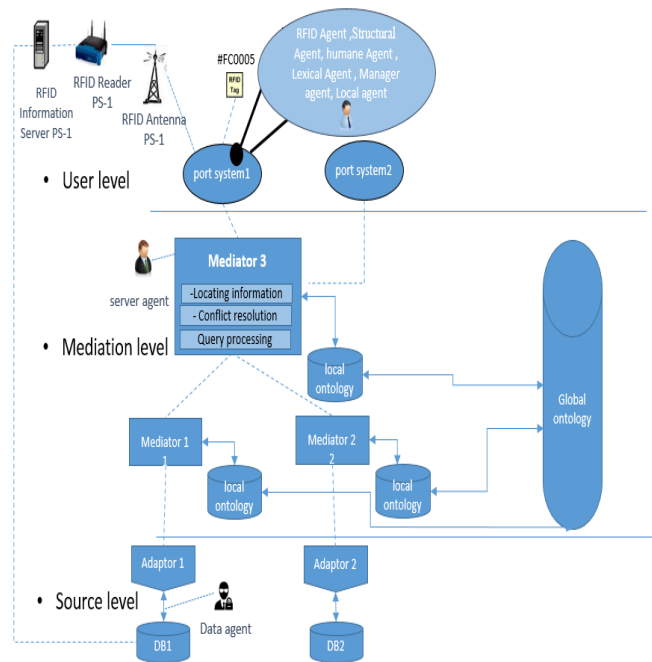 RFID Agent ,Structural
Agent, humane Agent ,
Lexical Agent , Manager
agent, Local agent
#FC0005
RFID
Tag
RFID
Information
Server PS-1
RFID Reader
PS-1
RFID Antenna
PS-1
port system1
port system2
• User level
Mediator 3
-Locating information
- Conflict resolution
Query processing
server agent
• Mediation level
local
ontology
Global
ontology
Mediator 1
1
Mediator 2
2
local
ontology
local
ontology
Adaptor 1
Adaptor 2
• Source level
Data agent
DB1
DB2